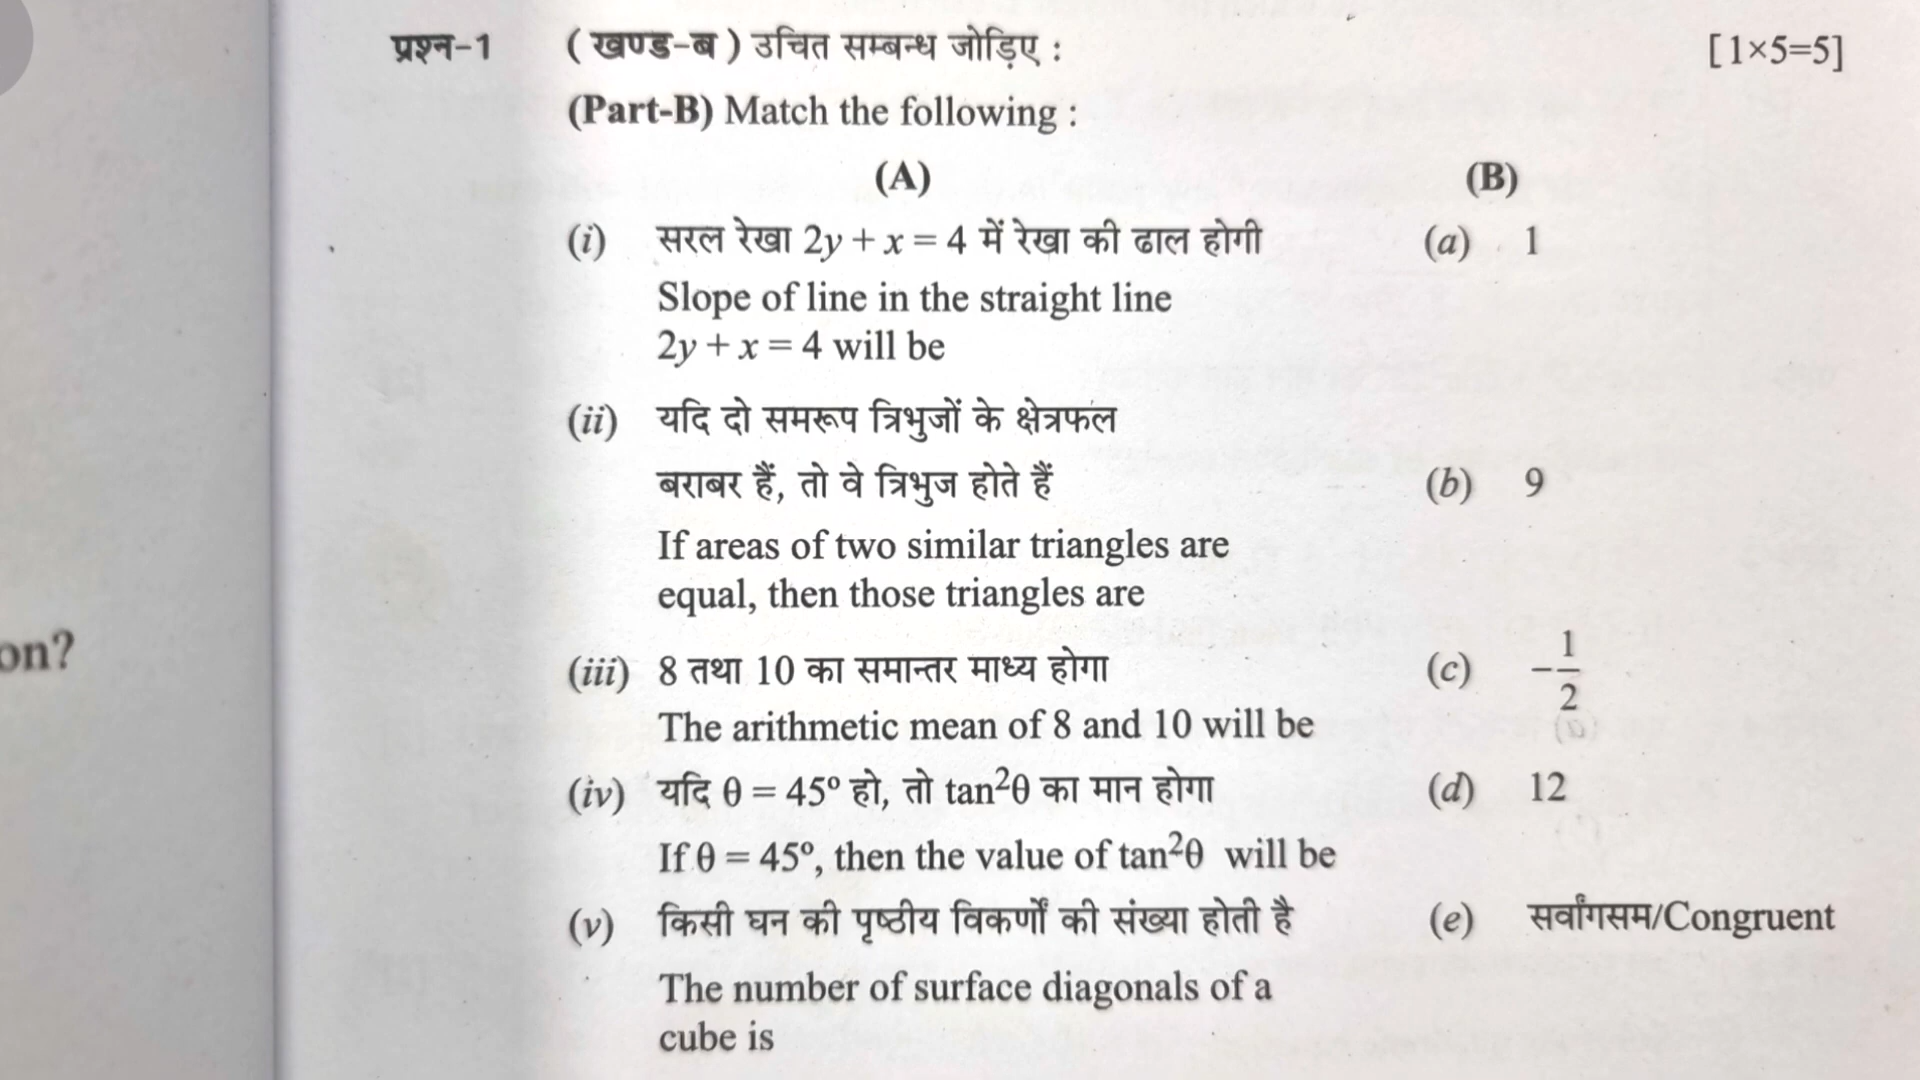 प्रश्न-1 (खण्ड-ब) उचित सम्बन्ध जोड़िए : [1×5=5]
(Part-B) Match the following :
(A) (B)
(i) सरल रेखा 2y + x = 4 में रेखा की ढाल होगी (a) 1
Slope of line in the straight line
2y + x = 4 will be
(ii) यदि दो समरूप त्रिभुजों के क्षेत्रफल
बराबर हैं, तो वे त्रिभुज होते हैं (b) 9
If areas of two similar triangles are
equal, then those triangles are
on?
(iii) 8 तथा 10 का समान्तर माध्य होगा (c) -1/2
The arithmetic mean of 8 and 10 will be
(iv) यदि θ = 45° हो, तो tan²θ का मान होगा (d) 12
If θ = 45°, then the value of tan²θ will be
(v) किसी घन की पृष्ठीय विकर्णों की संख्या होती है (e) सर्वांगसम/Congruent
The number of surface diagonals of a
cube is